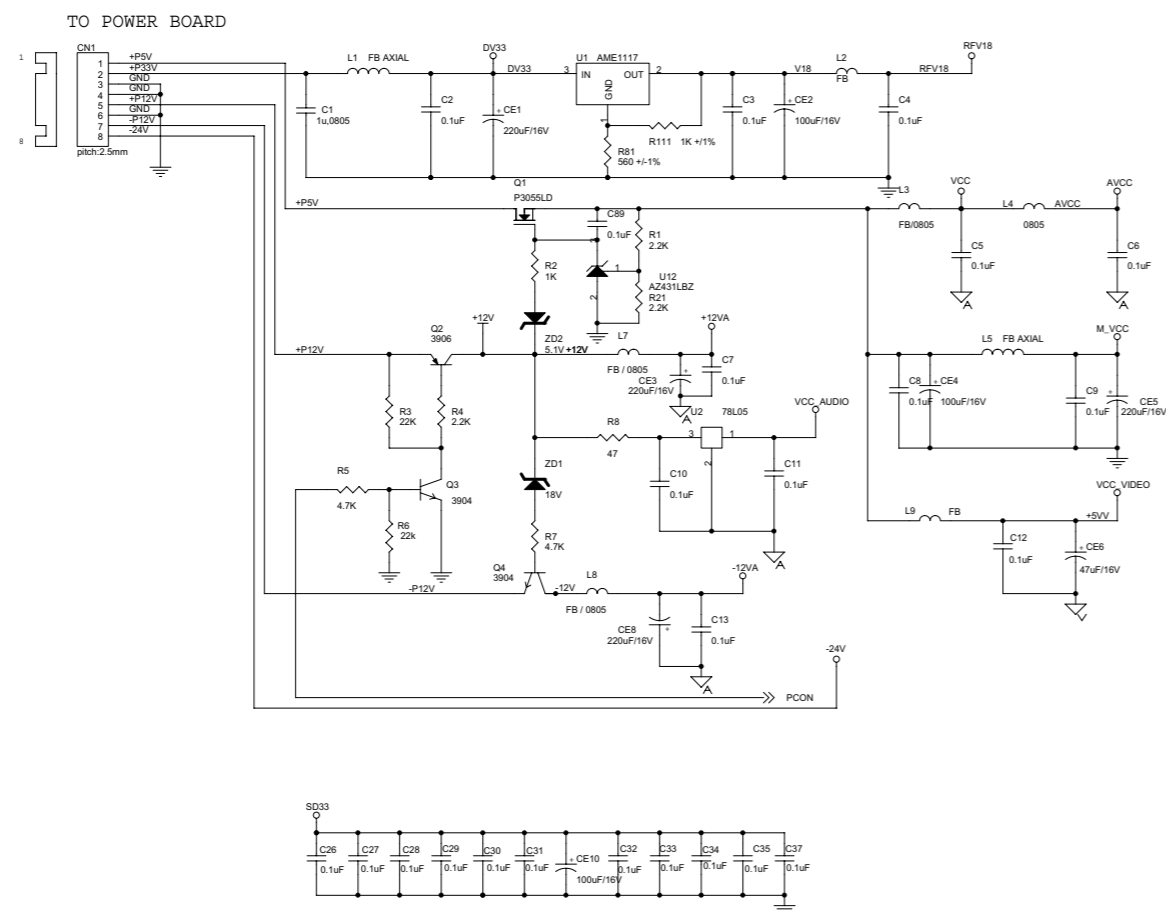 TO POWER BOARD
CN1
1
8
1 +P5V
2 +P33V
3 GND
4 GND
5 +P12V
6 GND
7 -P12V
8 -24V
pitch:2.5mm
L1 FB AXIAL
DV33
DV33
U1 AME1117
3 IN OUT 2
GND
1
V18
L2
FB
RFV18
RFV18
C1
1u,0805
C2
0.1uF
+ CE1
220uF/16V
R111 1K +/1%
R81
560 +/-1%
C3
0.1uF
+ CE2
100uF/16V
C4
0.1uF
+P5V
Q1
P3055LD
C89
0.1uF
R1
2.2K
R2
1K
3
1
2
U12
AZ431LBZ
R21
2.2K
L3
FB/0805
VCC
L4
0805
AVCC
AVCC
C5
0.1uF
A
C6
0.1uF
A
+P12V
Q2
3906
+12V
ZD2
5.1V +12V
L7
FB / 0805
+12VA
CE3
220uF/16V
+
C7
0.1uF
A
R3
22K
R4
2.2K
R5
4.7K
Q3
3904
R6
22k
R8
47
U2
78L05
3
1
2
VCC_AUDIO
C10
0.1uF
C11
0.1uF
A
ZD1
18V
R7
4.7K
Q4
3904
-P12V
-12V
L8
FB / 0805
-12VA
CE8
220uF/16V
+
C13
0.1uF
A
L5 FB AXIAL
M_VCC
C8
0.1uF
+ CE4
100uF/16V
C9
0.1uF
+
CE5
220uF/16V
L9
FB
VCC_VIDEO
+5VV
C12
0.1uF
+ CE6
47uF/16V
V
-24V
PCON
SD33
C26
0.1uF
C27
0.1uF
C28
0.1uF
C29
0.1uF
C30
0.1uF
C31
0.1uF
+ CE10
100uF/16V
C32
0.1uF
C33
0.1uF
C34
0.1uF
C35
0.1uF
C37
0.1uF